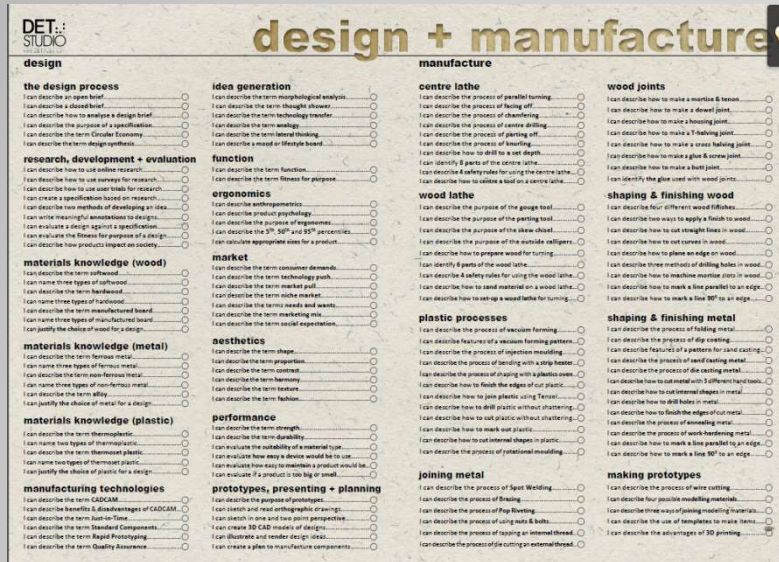 DET
STUDIO
design + manufacture
design
the design process
I can describe an open brief
I can describe a closed brief
I can describe how to analyse a design brief
I can describe the purpose of a specification
I can describe the term Circular Economy
I can describe the term design synthesis
research, development + evaluation
I can describe how to use online research
I can describe how to use surveys for research
I can describe how to use user trials for research
I can create a specification based on research
I can describe two methods of developing an idea
I can write meaningful annotations to designs
I can evaluate a design against a specification
I can evaluate the fitness for purpose of a design
I can describe how products impact on society
materials knowledge (wood)
I can describe the term softwood
I can name three types of softwood
I can describe the term hardwood
I can name three types of hardwood
I can describe the term manufactured board
I can name three types of manufactured board
I can justify the choice of wood for a design
materials knowledge (metal)
I can describe the term ferrous metal
I can name three types of ferrous metal
I can describe the term non-ferrous metal
I can name three types of non-ferrous metal
I can describe the term alloy
I can justify the choice of metal for a design
materials knowledge (plastic)
I can describe the term thermoplastic
I can name two types of thermoplastic
I can describe the term thermoset plastic
I can name two types of thermoset plastic
I can justify the choice of plastic for a design
manufacturing technologies
I can describe the term CADCAM
I can describe benefits & disadvantages of CADCAM
I can describe the term Just-in-Time
I can describe the term Standard Components
I can describe the term Rapid Prototyping
I can describe the term Quality Assurance
idea generation
I can describe the term morphological analysis
I can describe the term thought shower
I can describe the term technology transfer
I can describe the term analogy
I can describe the term lateral thinking
I can describe a mood or lifestyle board
function
I can describe the term function
I can describe the term fitness for purpose
ergonomics
I can describe anthropometrics
I can describe product psychology
I can describe the purpose of ergonomics
I can describe the 5th, 50th and 95th percentiles
I can calculate appropriate sizes for a product
market
I can describe the term consumer demands
I can describe the term technology push
I can describe the term market pull
I can describe the term niche market
I can describe the terms needs and wants
I can describe the term marketing mix
I can describe the term social expectation
aesthetics
I can describe the term shape
I can describe the term proportion
I can describe the term contrast
I can describe the term harmony
I can describe the term texture
I can describe the term fashion
performance
I can describe the term strength
I can describe the term durability
I can evaluate the suitability of a material type
I can evaluate how easy a device would be to use
I can evaluate how easy to maintain a product would be
I can evaluate if a product is too big or small
prototypes, presenting + planning
I can describe the purpose of prototypes
I can sketch and read orthographic drawings
I can sketch in one and two point perspective
I can create 3D CAD models of designs
I can illustrate and render design ideas
I can create a plan to manufacture components
manufacture
centre lathe
I can describe the process of parallel turning
I can describe the process of facing off
I can describe the process of chamfering
I can describe the process of centre drilling
I can describe the process of parting off
I can describe the process of knurling
I can describe how to drill to a set depth
I can identify 8 parts of the centre lathe
I can describe 4 safety rules for using the centre lathe
I can describe how to centre a tool on a centre lathe
wood lathe
I can describe the purpose of the gouge tool
I can describe the purpose of the parting tool
I can describe the purpose of the skew chisel
I can describe the purpose of the outside callipers
I can describe how to prepare wood for turning
I can identify 6 parts of the wood lathe
I can describe 4 safety rules for using the wood lathe
I can describe how to sand material on a wood lathe
I can describe how to set-up a wood lathe for turning
plastic processes
I can describe the process of vacuum forming
I can describe features of a vacuum forming pattern
I can describe the process of injection moulding
I can describe the process of bending with a strip heater
I can describe the process of shaping with a plastics oven
I can describe how to finish the edges of cut plastic
I can describe how to join plastic using Tensol
I can describe how to drill plastic without shattering
I can describe how to cut plastic without shattering
I can describe how to mark out plastic
I can describe how to cut internal shapes in plastic
I can describe the process of rotational moulding
joining metal
I can describe the process of Spot Welding
I can describe the process of Brazing
I can describe the process of Pop Riveting
I can describe the process of using nuts & bolts
I can describe the process of tapping an internal thread
I can describe the process of die cutting an external thread
wood joints
I can describe how to make a mortise & tenon
I can describe how to make a dowel joint
I can describe how to make a housing joint
I can describe how to make a T-halving joint
I can describe how to make a cross halving joint
I can describe how to make a glue & screw joint
I can describe how to make a butt joint
I can identify the glue used with wood joints
shaping & finishing wood
I can describe four different wood finishes
I can describe two ways to apply a finish to wood
I can describe how to cut straight lines in wood
I can describe how to cut curves in wood
I can describe how to plane an edge on wood
I can describe three methods of drilling holes in wood
I can describe how to machine mortise slots in wood
I can describe how to mark a line parallel to an edge
I can describe how to mark a line 90° to an edge
shaping & finishing metal
I can describe the process of folding metal
I can describe the process of dip coating
I can describe features of a pattern for sand casting
I can describe the process of sand casting metal
I can describe the process of die casting metal
I can describe how to cut metal with 3 different hand tools
I can describe how to cut internal shapes in metal
I can describe how to drill holes in metal
I can describe how to finish the edges of cut metal
I can describe the process of annealing metal
I can describe the process of work-hardening metal
I can describe how to mark a line parallel to an edge
I can describe how to mark a line 90° to an edge
making prototypes
I can describe the process of wire cutting
I can describe four possible modelling materials
I can describe three ways of joining modelling materials
I can describe the use of templates to make items
I can describe the advantages of 3D printing